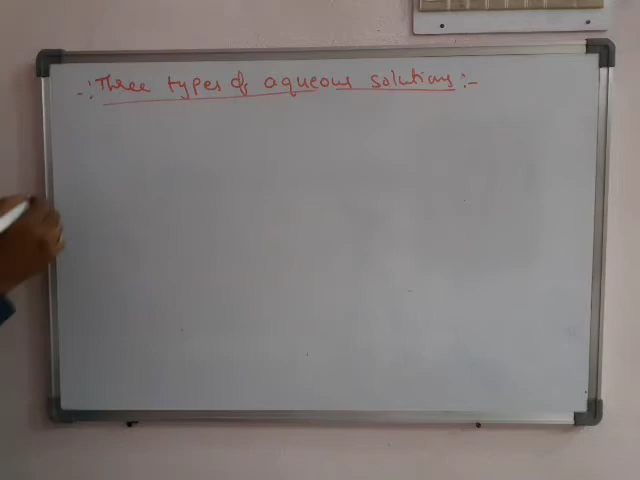 ∴ Three types of aqueous solutions :-